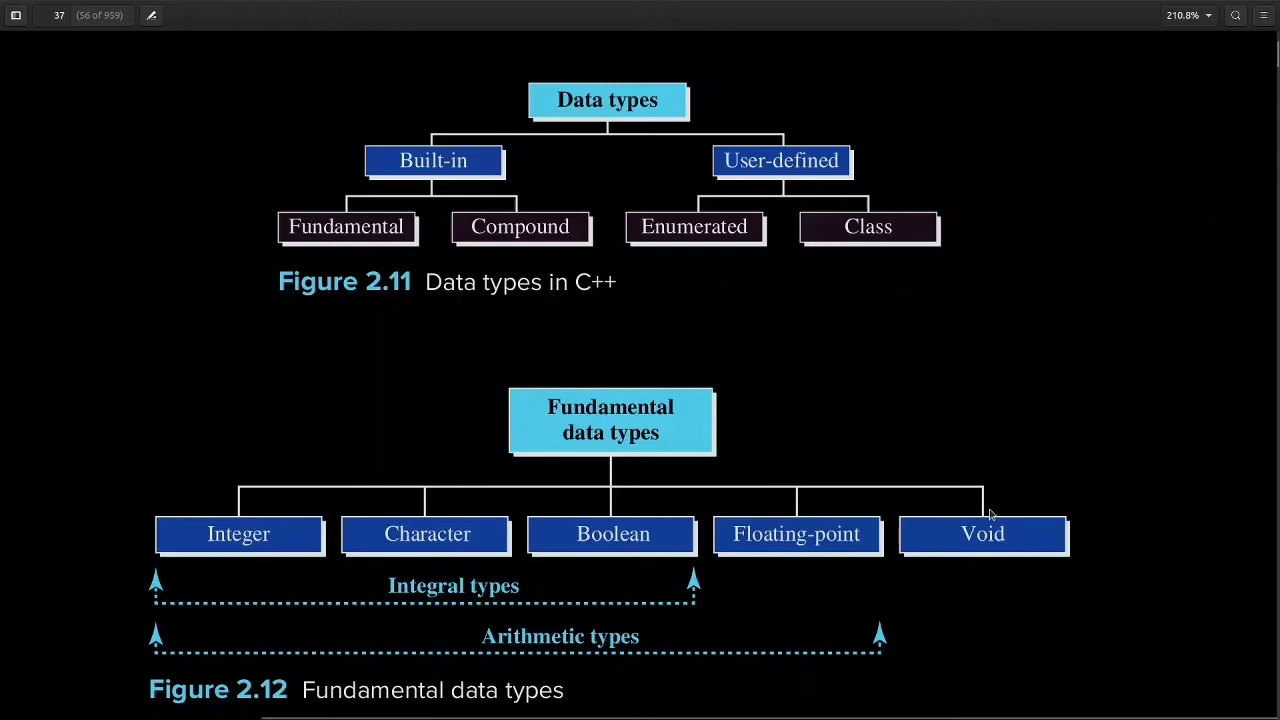 37 (56 of 959) 210.8%
Data types
Built-in User-defined
Fundamental Compound Enumerated Class
Figure 2.11 Data types in C++
Fundamental
data types
Integer Character Boolean Floating-point Void
Integral types
Arithmetic types
Figure 2.12 Fundamental data types